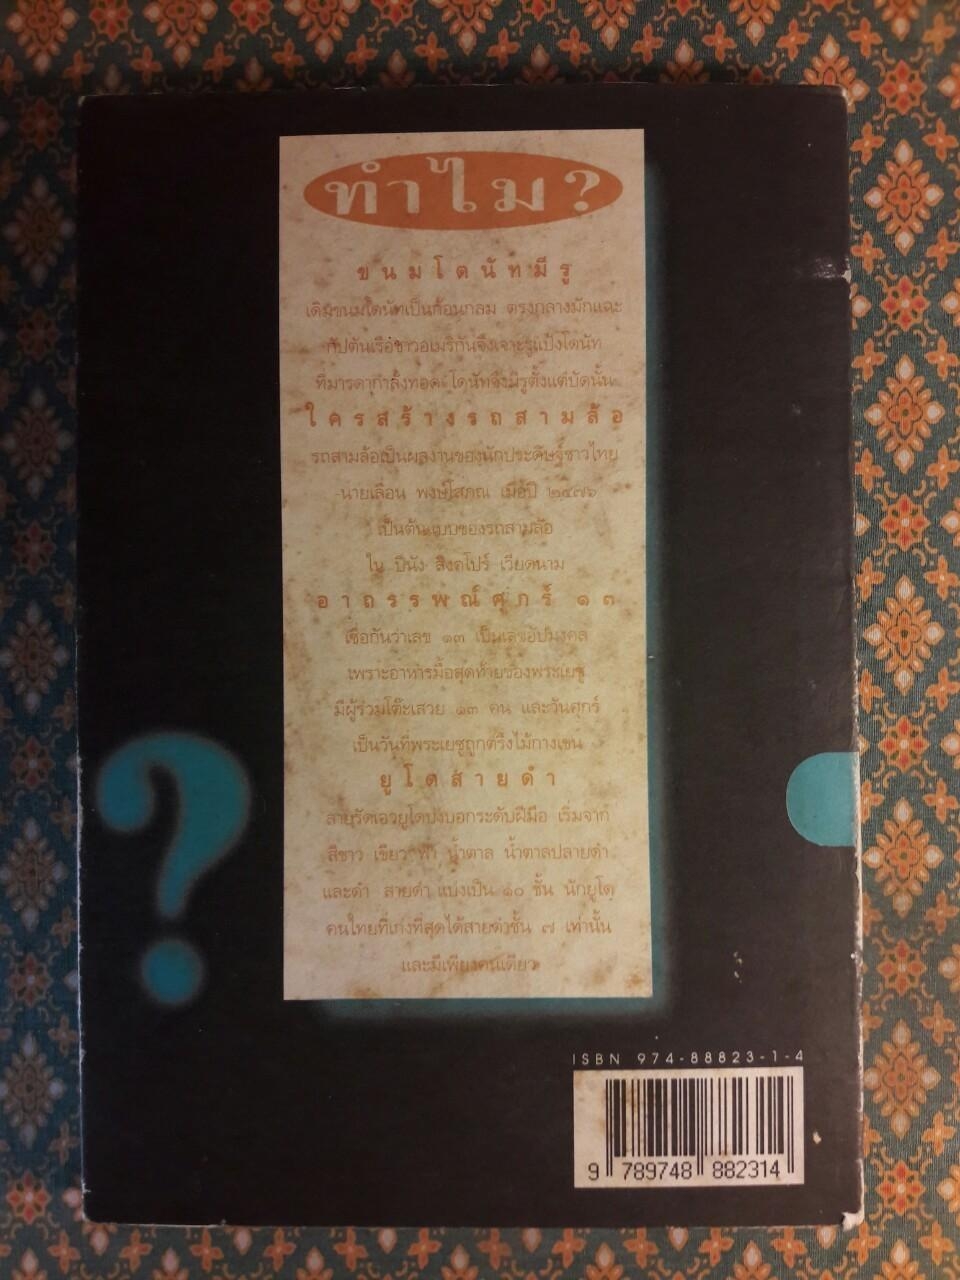 ทำไม?
ขนมโดนัทมีรู
เดิมขนมโดนัทเป็นก้อนกลม ตรงกลางมักแฉะ
กัปตันเรือชาวอเมริกันจึงเจาะรูแป้งโดนัท
ที่มารดากำลังทอด โดนัทจึงมีรูตั้งแต่บัดนั้น
ใครสร้างรถสามล้อ
รถสามล้อเป็นผลงานของนักประดิษฐ์ชาวไทย
นายเลื่อน พงษ์โสภณ เมื่อปี ๒๔๗๖
เป็นต้นแบบของรถสามล้อ
ใน ปีนัง สิงคโปร์ เวียดนาม
อาถรรพณ์ศุกร์ ๑๓
เชื่อกันว่าเลข ๑๓ เป็นเลขอัปมงคล
เพราะอาหารมื้อสุดท้ายของพระเยซู
มีผู้ร่วมโต๊ะเสวย ๑๓ คน และวันศุกร์
เป็นวันที่พระเยซูถูกตรึงไม้กางเขน
ยูโดสายดำ
สายรัดเอวยูโดบ่งบอกระดับฝีมือ เริ่มจาก
สีขาว เขียว ฟ้า น้ำตาล น้ำตาลปลายดำ
และดำ สายดำ แบ่งเป็น ๑๐ ชั้น นักยูโด
คนไทยที่เก่งที่สุดได้สายดำชั้น ๗ เท่านั้น
และมีเพียงคนเดียว
?
ISBN 974-88823-1-4
9 789748 882314